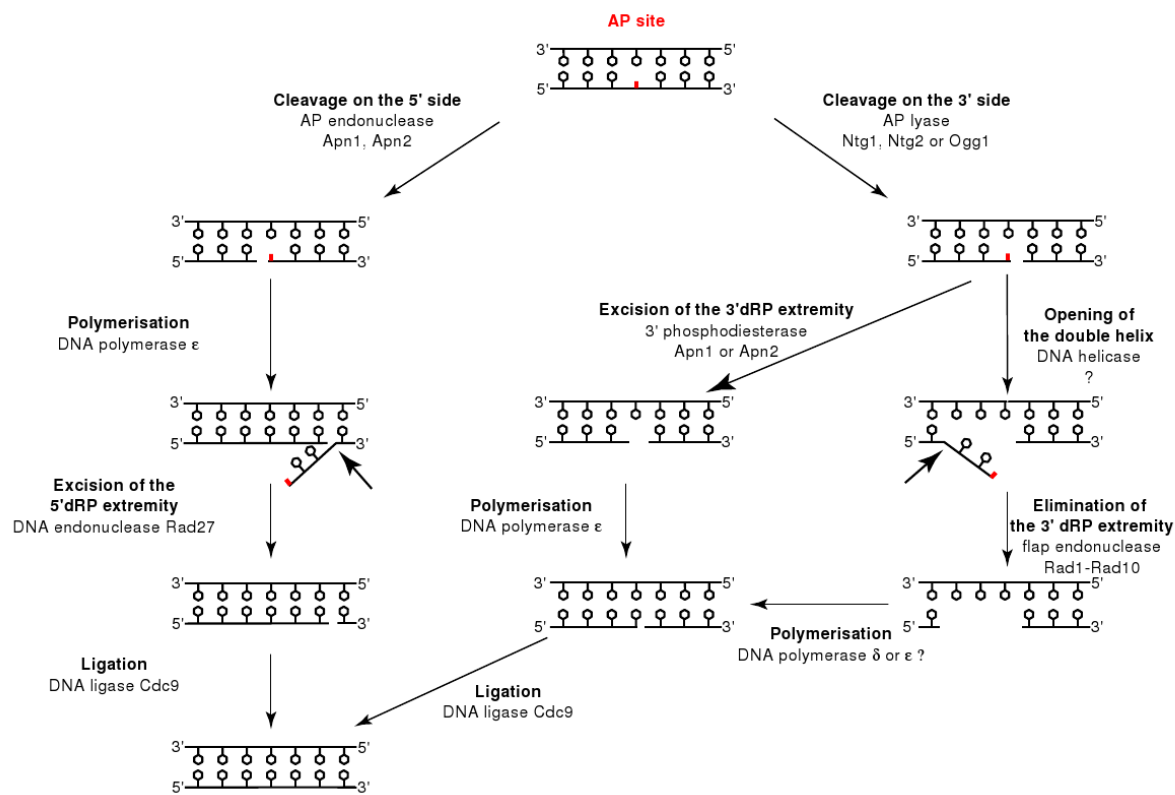 AP site
3' 5'
5' 3'
Cleavage on the 5' side
AP endonuclease
Apn1, Apn2
Cleavage on the 3' side
AP lyase
Ntg1, Ntg2 or Ogg1
3' 5'
5' 3'
3' 5'
5' 3'
Polymerisation
DNA polymerase ε
Excision of the 3'dRP extremity
3' phosphodiesterase
Apn1 or Apn2
Opening of
the double helix
DNA helicase
?
3' 5'
5' 3'
3' 5'
5' 3'
3' 5'
5' 3'
Excision of the
5'dRP extremity
DNA endonuclease Rad27
Polymerisation
DNA polymerase ε
Elimination of
the 3' dRP extremity
flap endonuclease
Rad1-Rad10
3' 5'
5' 3'
3' 5'
5' 3'
3' 5'
5' 3'
Polymerisation
DNA polymerase δ or ε ?
Ligation
DNA ligase Cdc9
Ligation
DNA ligase Cdc9
3' 5'
5' 3'